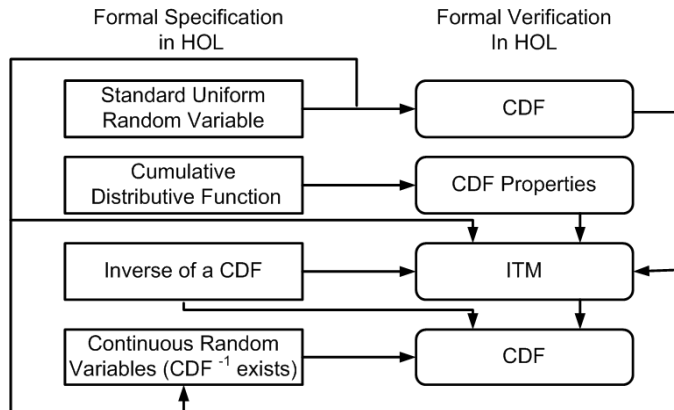 Formal Specification
in HOL
Formal Verification
In HOL
Standard Uniform
Random Variable
CDF
Cumulative
Distributive Function
CDF Properties
Inverse of a CDF
ITM
Continuous Random
Variables (CDF -1 exists)
CDF